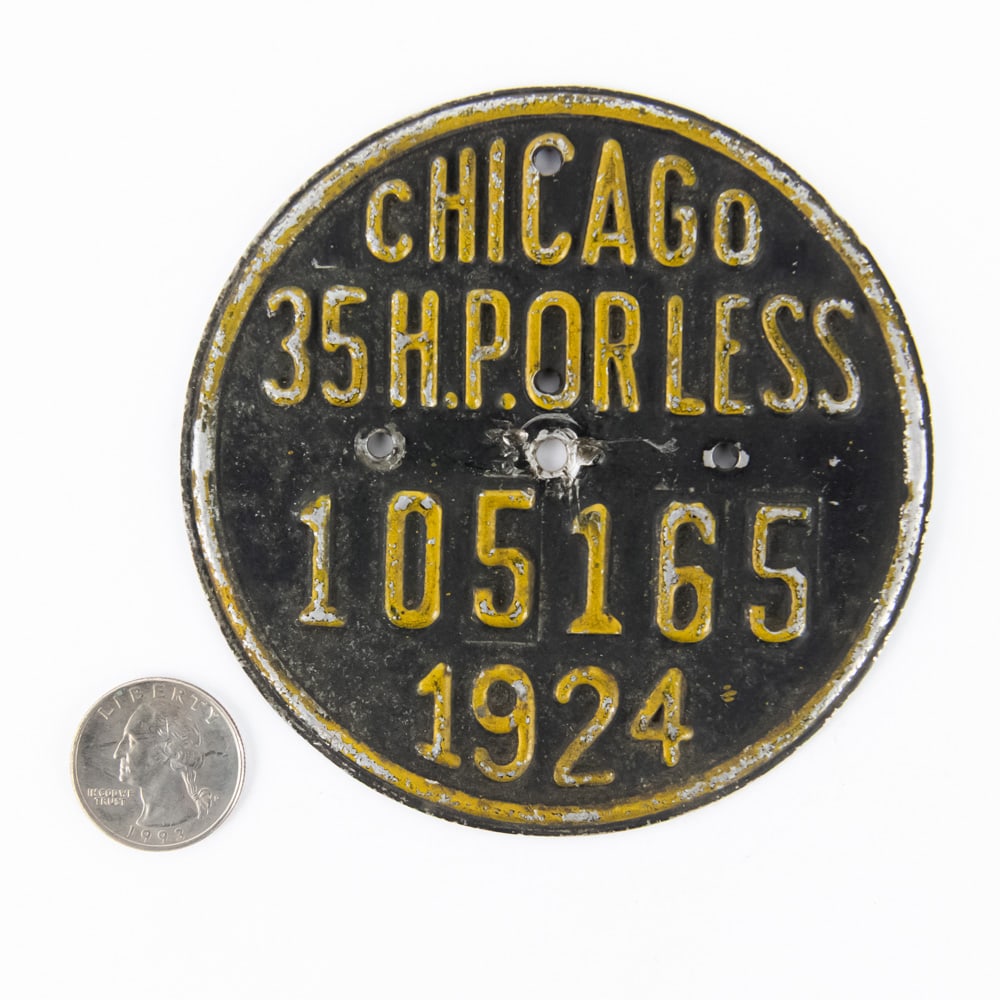 CHICAGO
35 H.P. OR LESS
105165
1924
LIBERTY
IN GOD WE
TRUST
1993